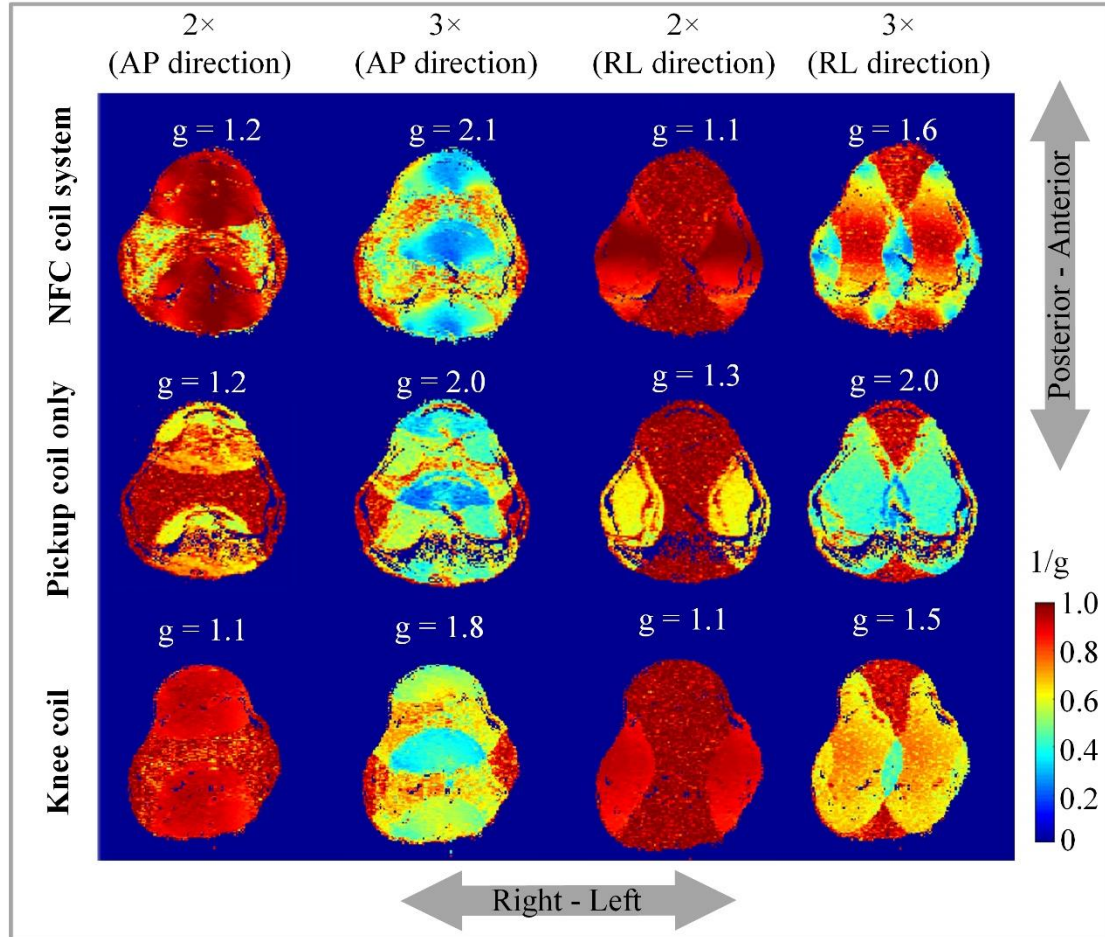 2× 3× 2× 3×
(AP direction) (AP direction) (RL direction) (RL direction)
NFC coil system
g = 1.2 g = 2.1 g = 1.1 g = 1.6
Posterior - Anterior
Pickup coil only
g = 1.2 g = 2.0 g = 1.3 g = 2.0
Knee coil
g = 1.1 g = 1.8 g = 1.1 g = 1.5
1/g
1.0
0.8
0.6
0.4
0.2
0
Right - Left